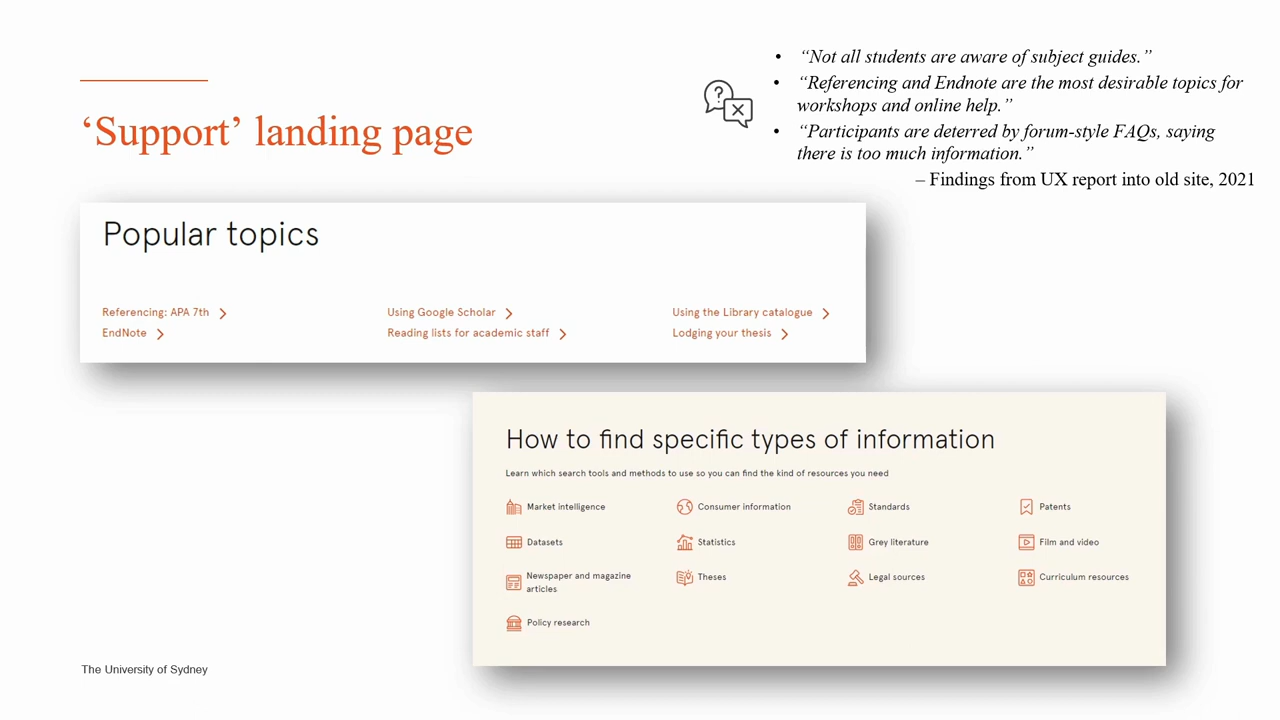 ‘Support’ landing page
• “Not all students are aware of subject guides.”
• “Referencing and Endnote are the most desirable topics for
workshops and online help.”
• “Participants are deterred by forum-style FAQs, saying
there is too much information.”
– Findings from UX report into old site, 2021
Popular topics
Referencing: APA 7th
Using Google Scholar
Using the Library catalogue
EndNote
Reading lists for academic staff
Lodging your thesis
How to find specific types of information
Learn which search tools and methods to use so you can find the kind of resources you need
Market intelligence
Consumer information
Standards
Patents
Datasets
Statistics
Grey literature
Film and video
Newspaper and magazine
articles
Theses
Legal sources
Curriculum resources
Policy research
The University of Sydney